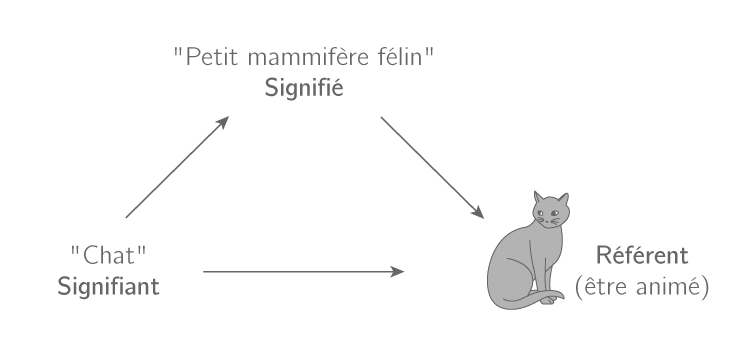 "Petit mammifère félin"
Signifié
"Chat"
Signifiant
Référent
(être animé)